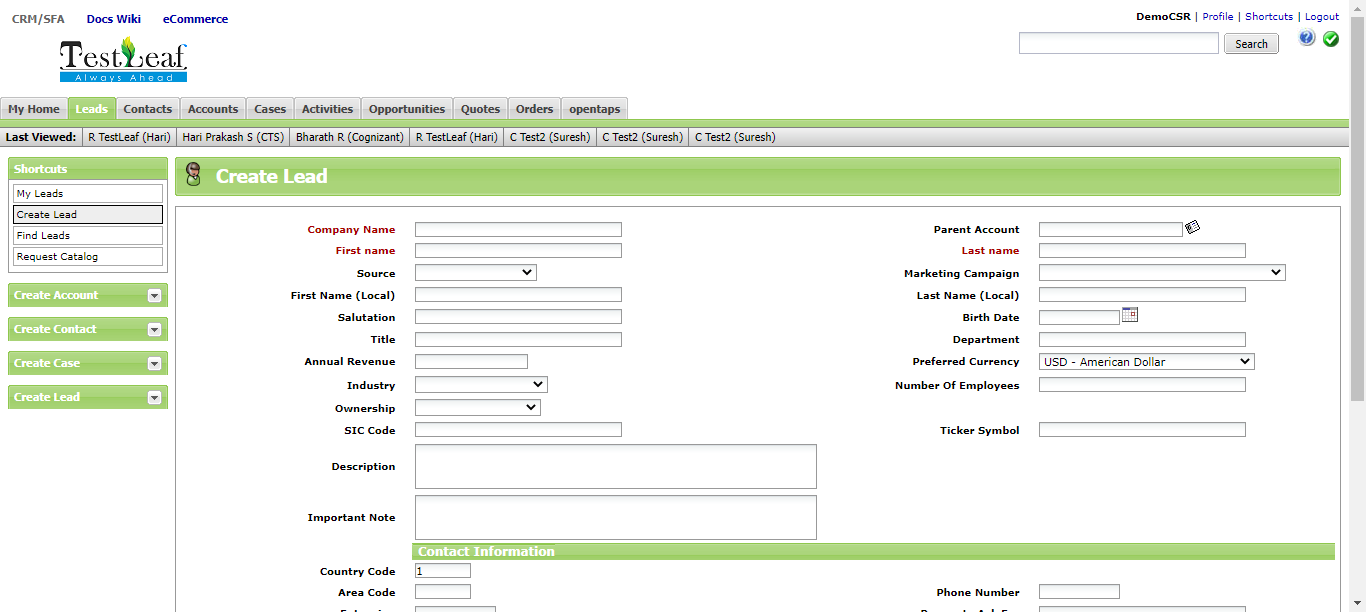 CRM/SFA Docs Wiki eCommerce
DemoCSR | Profile | Shortcuts | Logout
TestLeaf
Always Ahead
Search
My Home Leads Contacts Accounts Cases Activities Opportunities Quotes Orders opentaps
Last Viewed: R TestLeaf (Hari) Hari Prakash S (CTS) Bharath R (Cognizant) R TestLeaf (Hari) C Test2 (Suresh) C Test2 (Suresh) C Test2 (Suresh)
Shortcuts
My Leads
Create Lead
Find Leads
Request Catalog
Create Account
Create Contact
Create Case
Create Lead
Create Lead
Company Name Parent Account
First name Last name
Source Marketing Campaign
First Name (Local) Last Name (Local)
Salutation Birth Date
Title Department
Annual Revenue Preferred Currency USD - American Dollar
Industry Number Of Employees
Ownership
SIC Code Ticker Symbol
Description
Important Note
Contact Information
Country Code 1
Area Code Phone Number